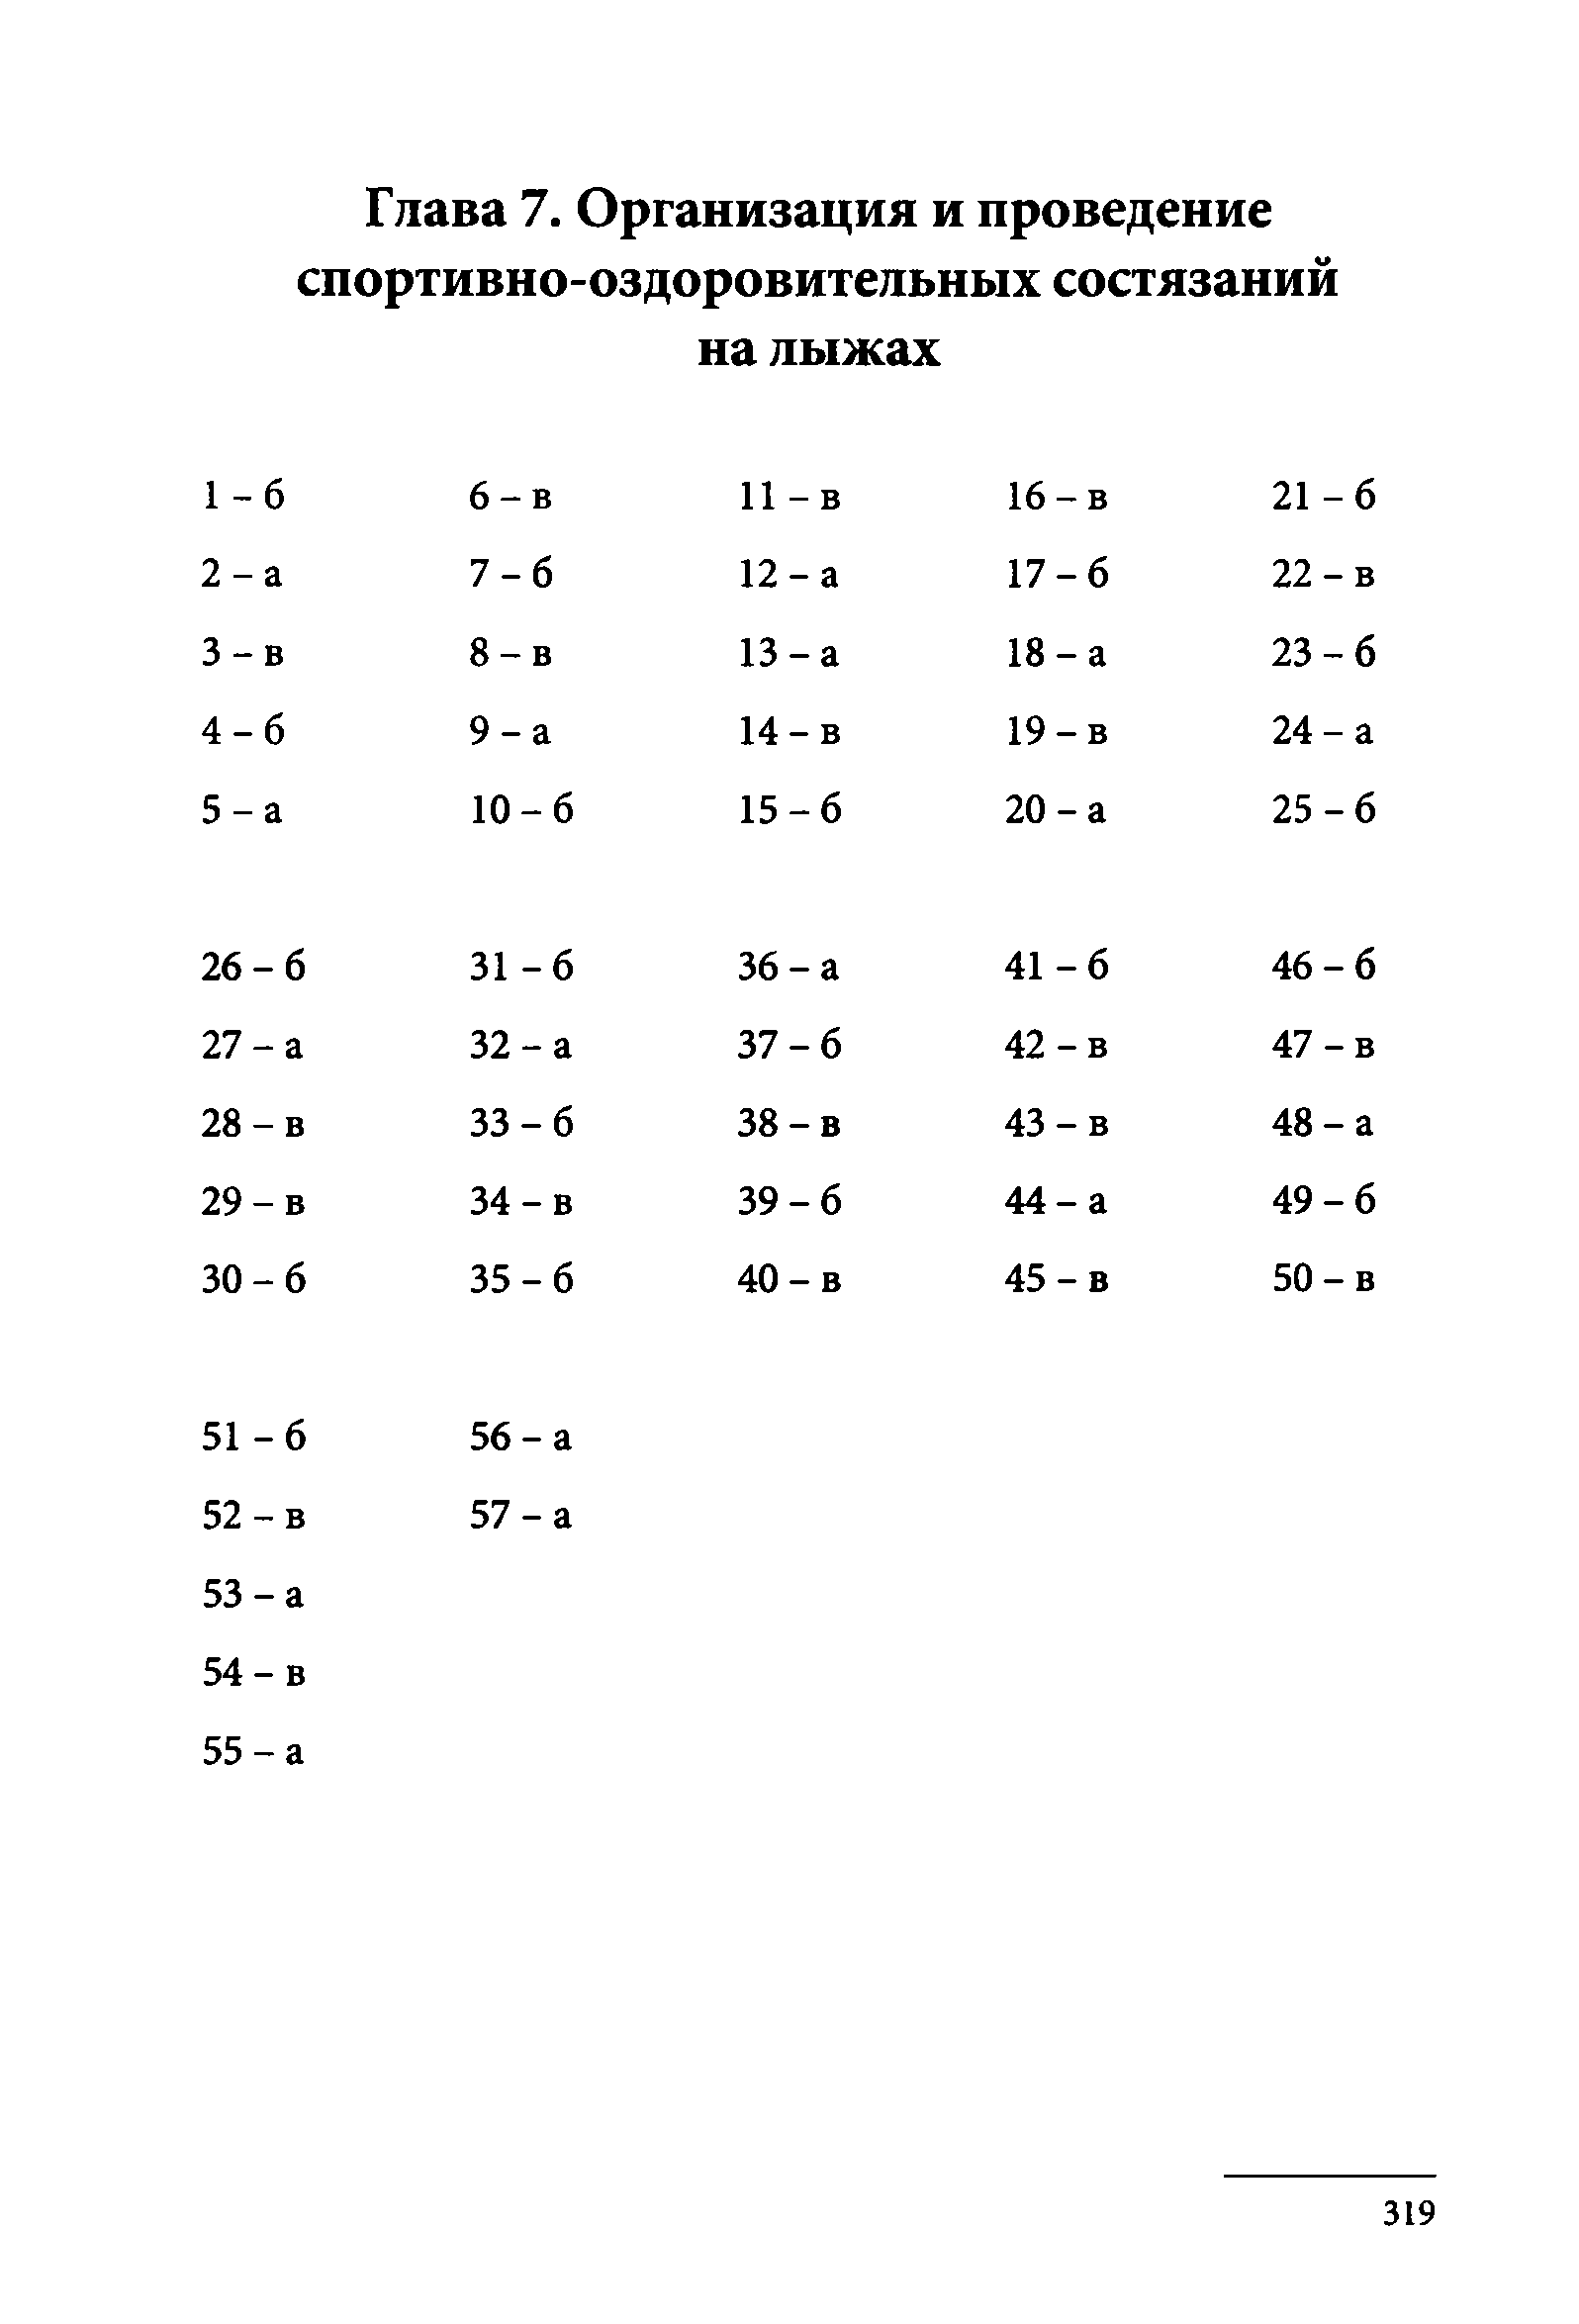 Глава 7. Организация и проведение
спортивно-оздоровительных состязаний
на лыжах
1 – б 6 – в 11 – в 16 – в 21 – б
2 – а 7 – б 12 – а 17 – б 22 – в
3 – в 8 – в 13 – а 18 – а 23 – б
4 – б 9 – а 14 – в 19 – в 24 – а
5 – а 10 – б 15 – б 20 – а 25 – б
26 – б 31 – б 36 – а 41 – б 46 – б
27 – а 32 – а 37 – б 42 – в 47 – в
28 – в 33 – б 38 – в 43 – в 48 – а
29 – в 34 – в 39 – б 44 – а 49 – б
30 – б 35 – б 40 – в 45 – в 50 – в
51 – б 56 – а
52 – в 57 – а
53 – а
54 – в
55 – а
319